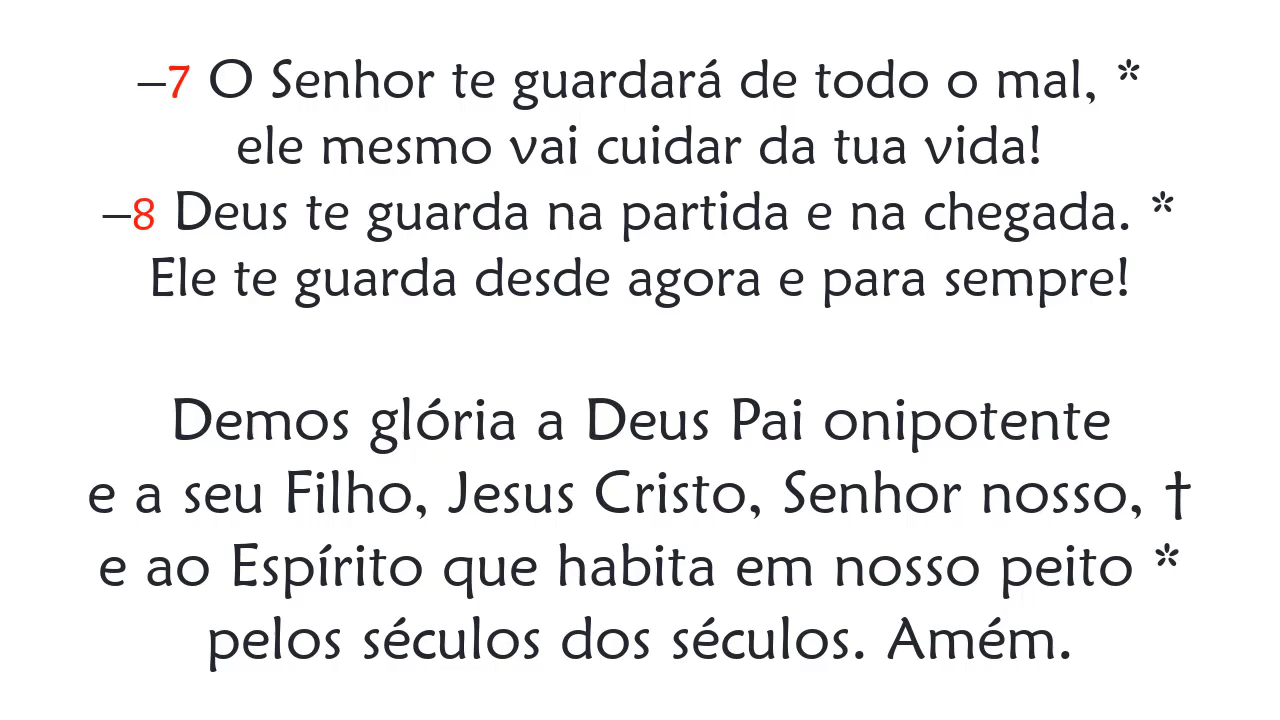 –7 O Senhor te guardará de todo o mal, *
ele mesmo vai cuidar da tua vida!
–8 Deus te guarda na partida e na chegada. *
Ele te guarda desde agora e para sempre!
Demos glória a Deus Pai onipotente
e a seu Filho, Jesus Cristo, Senhor nosso, †
e ao Espírito que habita em nosso peito *
pelos séculos dos séculos. Amém.